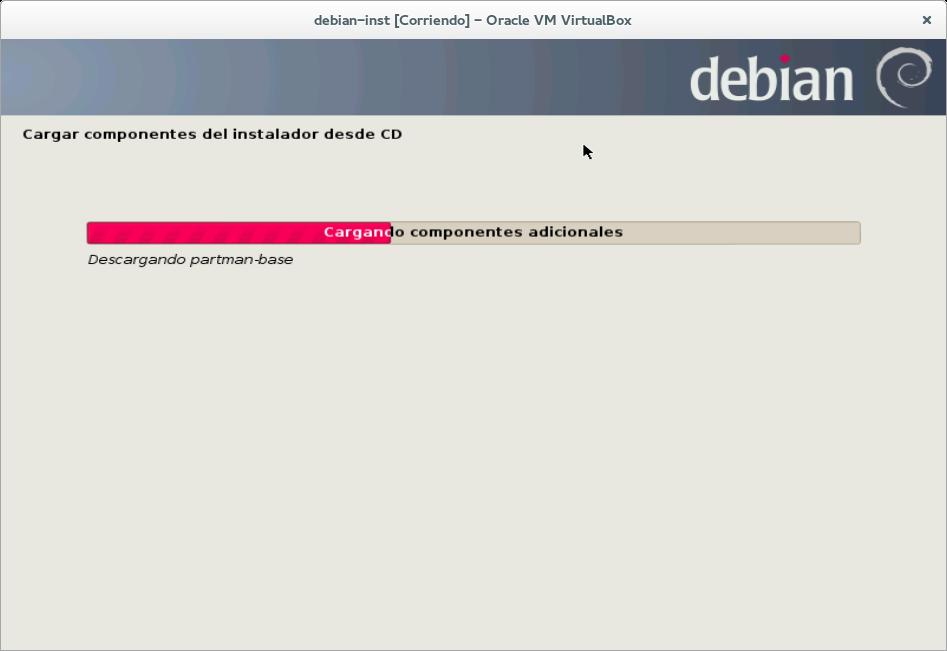 debian-inst [Corriendo] - Oracle VM VirtualBox
debian
Cargar componentes del instalador desde CD
Cargando componentes adicionales
Descargando partman-base